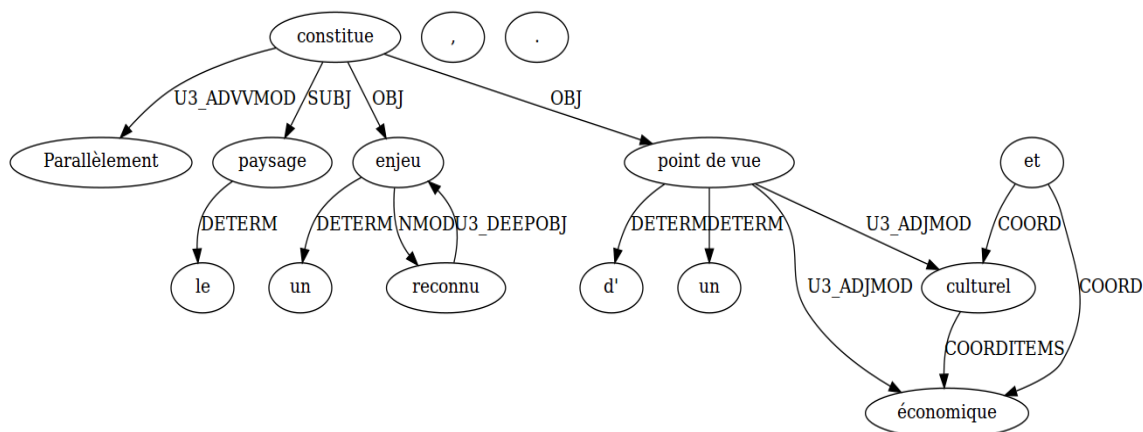 constitue , .
U3_ADVVMOD SUBJ OBJ OBJ
Parallèlement paysage enjeu point de vue et
DETERM DETERM NMOD U3_DEEPOBJ DETERM DETERM U3_ADJMOD COORD
le un reconnu d' un U3_ADJMOD culturel COORD
COORDITEMS
économique